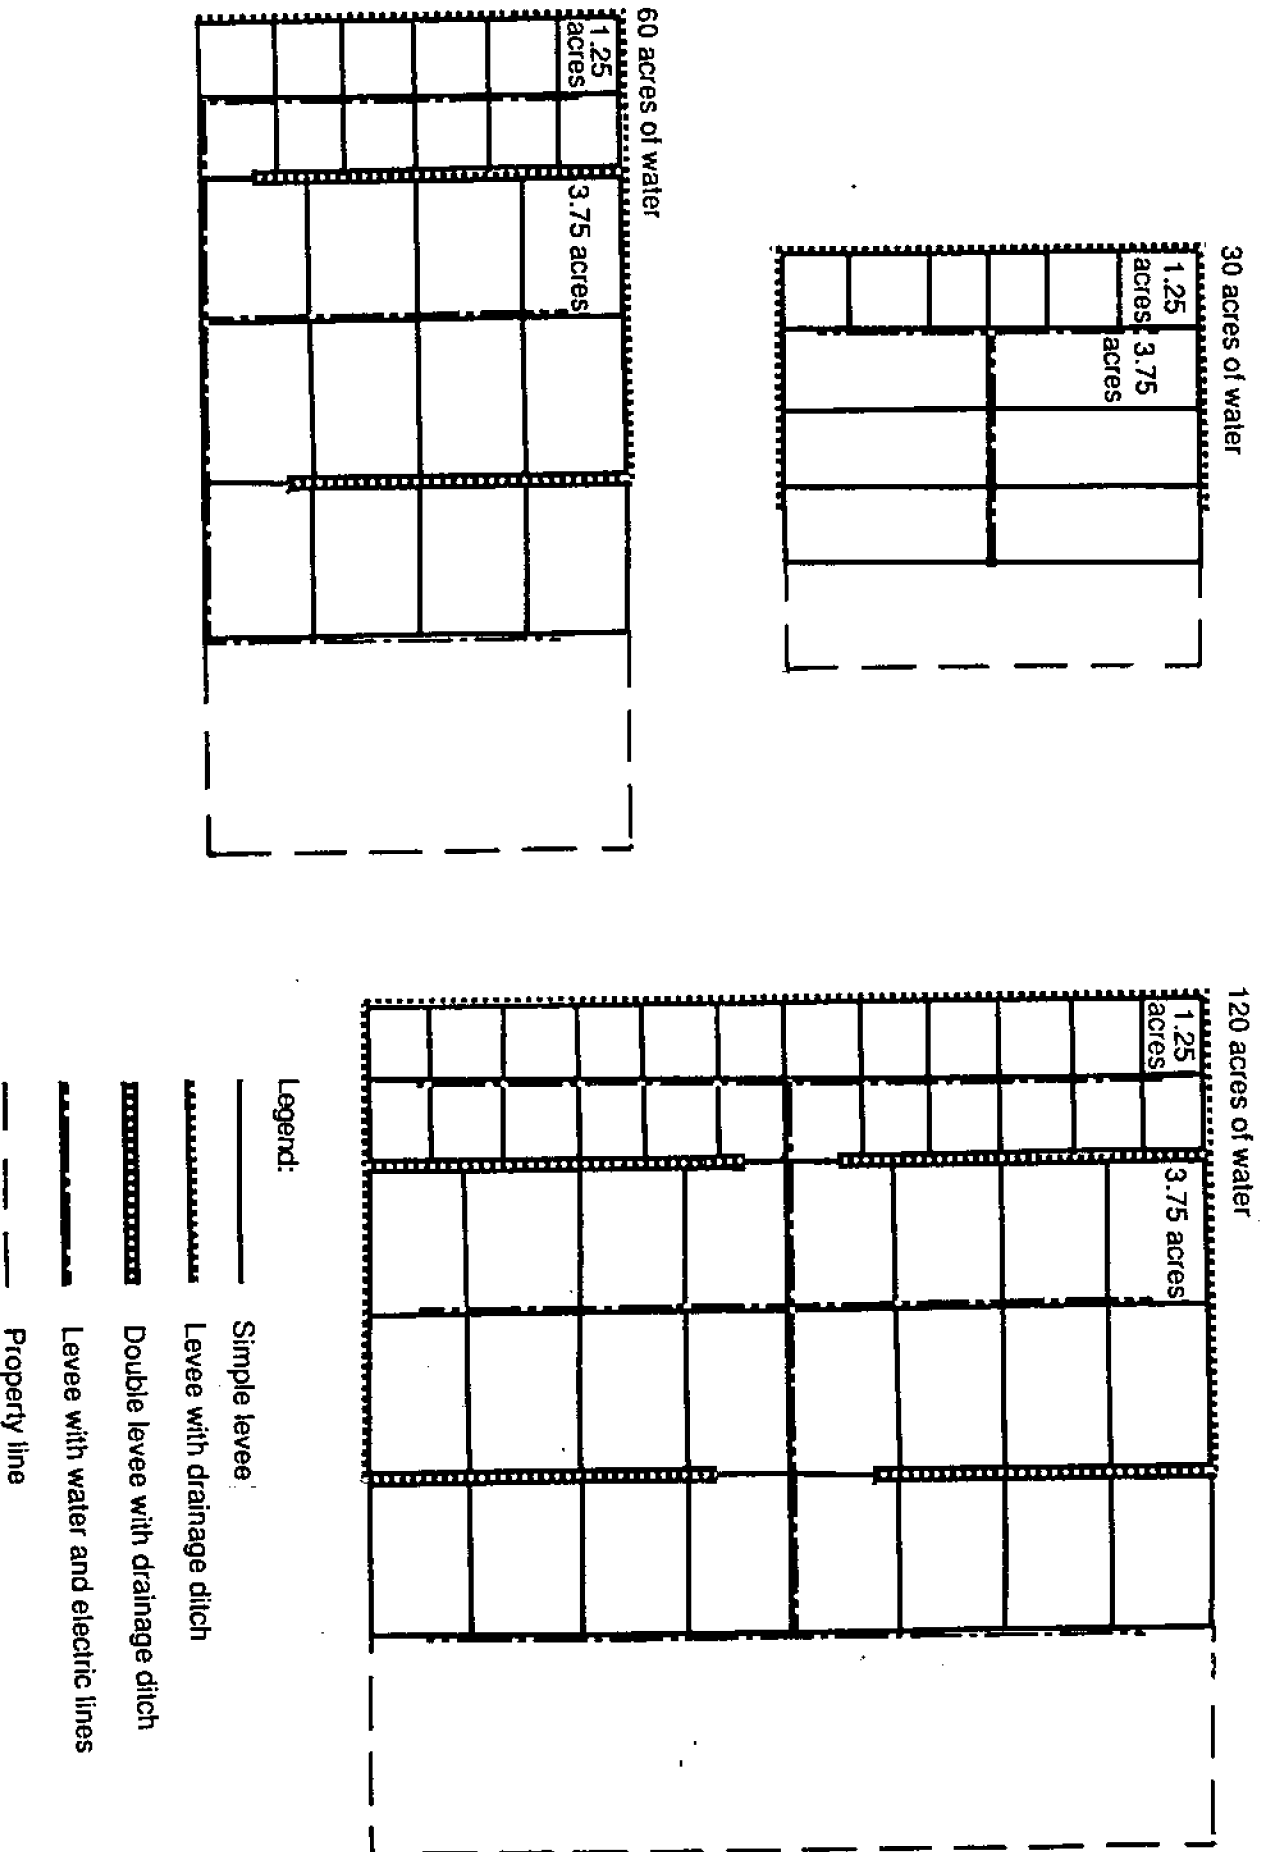 30 acres of water
1.25
acres
3.75
acres
60 acres of water
1.25
acres
3.75 acres
120 acres of water
1.25
acres
3.75 acres
Legend:
Simple levee
Levee with drainage ditch
Double levee with drainage ditch
Levee with water and electric lines
Property line